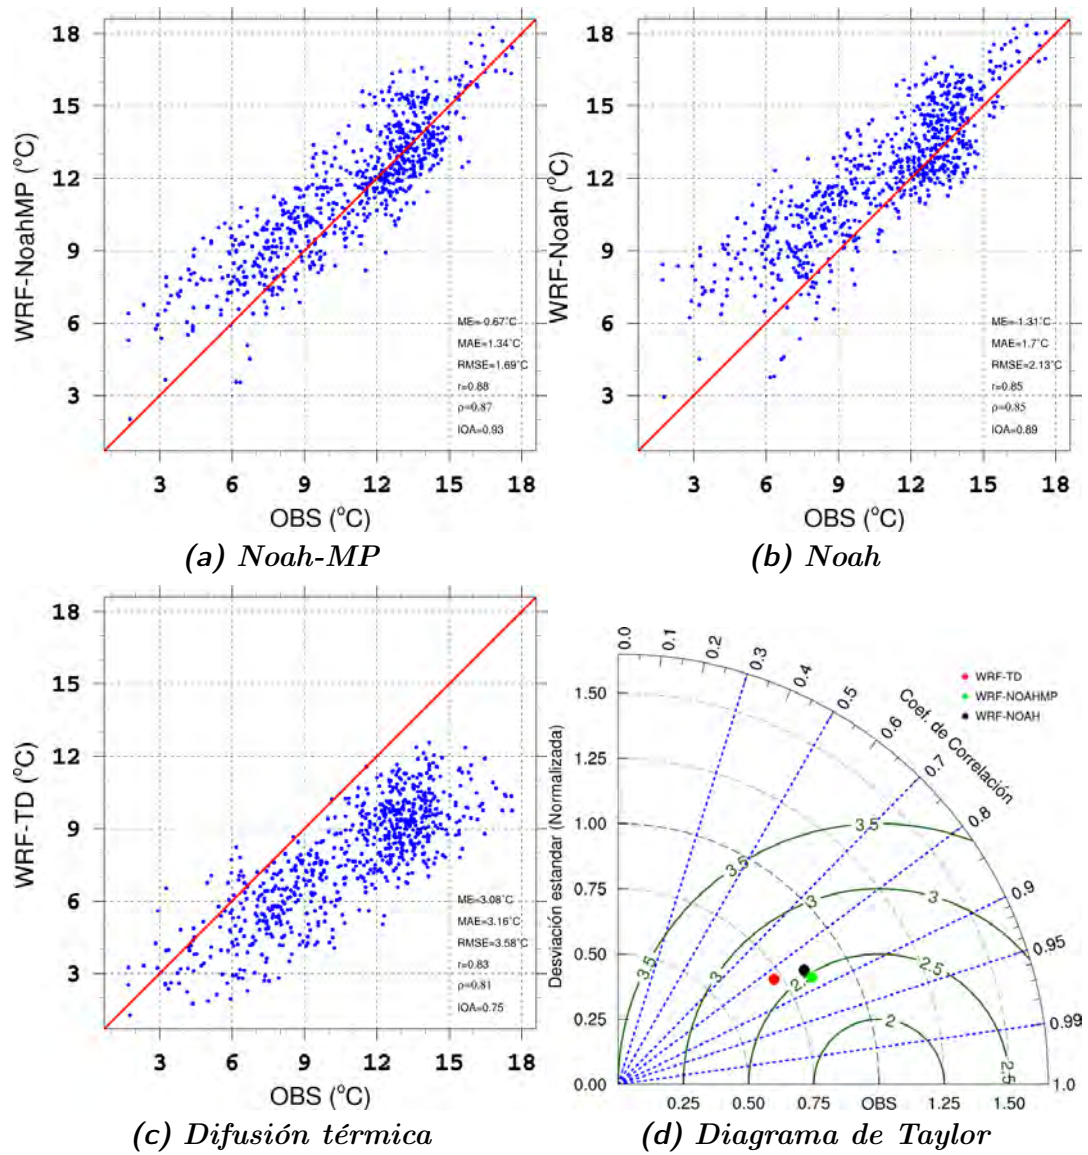 18
15
12
9
6
3
WRF-NoahMP (°C)
ME=-0.67°C
MAE=1.34°C
RMSE=1.69°C
r=0.88
ρ=0.87
IOA=0.93
3 6 9 12 15 18
OBS (°C)
(a) Noah-MP
18
15
12
9
6
3
WRF-Noah (°C)
ME=-1.31°C
MAE=1.7°C
RMSE=2.13°C
r=0.85
ρ=0.85
IOA=0.89
3 6 9 12 15 18
OBS (°C)
(b) Noah
18
15
12
9
6
3
WRF-TD (°C)
ME=3.08°C
MAE=3.16°C
RMSE=3.58°C
r=0.83
ρ=0.81
IOA=0.75
3 6 9 12 15 18
OBS (°C)
(c) Difusión térmica
WRF-TD
WRF-NOAHMP
WRF-NOAH
Coef. de Correlación
0.0 0.1 0.2 0.3 0.4 0.5 0.6 0.7 0.8 0.9 0.95 0.99 1.0
Desviación estandar (Normalizada)
1.50
1.25
1.00
0.75
0.50
0.25
0.00
3.5 3.5 3.5
3 3 3
2.5 2.5
2
0.25 0.50 0.75 OBS 1.25 1.50
(d) Diagrama de Taylor